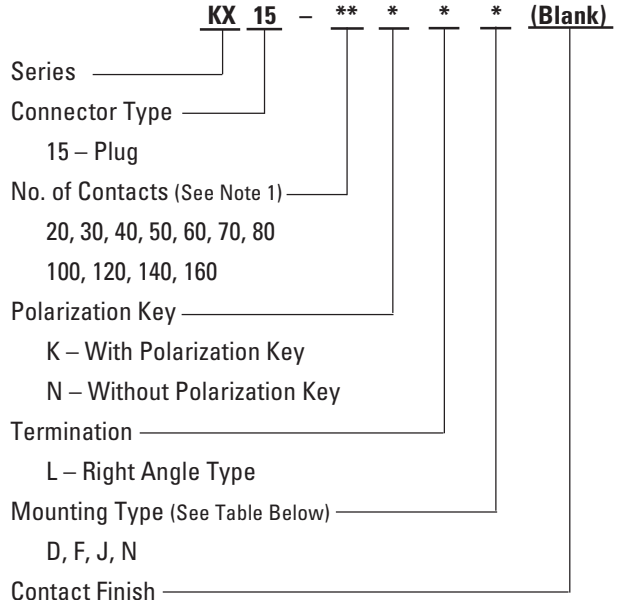 KX 15 – ** * * * (Blank)
Series
Connector Type
15 – Plug
No. of Contacts (See Note 1)
20, 30, 40, 50, 60, 70, 80
100, 120, 140, 160
Polarization Key
K – With Polarization Key
N – Without Polarization Key
Termination
L – Right Angle Type
Mounting Type (See Table Below)
D, F, J, N
Contact Finish